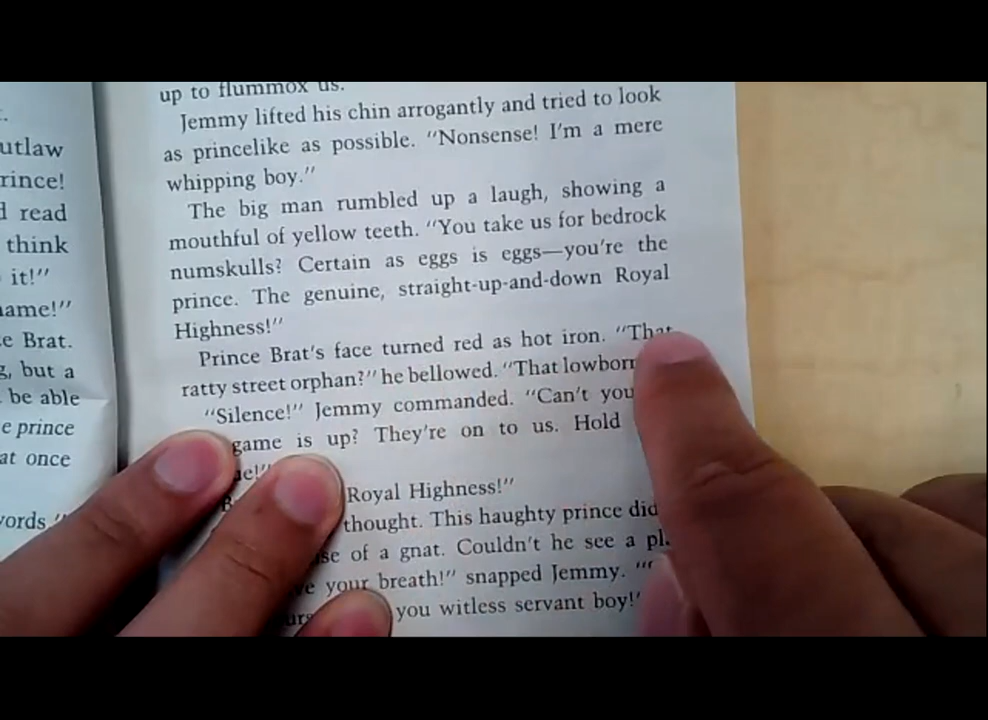 t.
utlaw
rince!
d read
think
it!"
ame!"
e Brat.
g, but a
be able
e prince
at once
words
up to flummox us.
Jemmy lifted his chin arrogantly and tried to look
as princelike as possible. "Nonsense! I'm a mere
whipping boy."
The big man rumbled up a laugh, showing a
mouthful of yellow teeth. "You take us for bedrock
numskulls? Certain as eggs is eggs—you're the
prince. The genuine, straight-up-and-down Royal
Highness!"
Prince Brat's face turned red as hot iron. "That
ratty street orphan?" he bellowed. "That lowborn
"Silence!" Jemmy commanded. "Can't you
game is up? They're on to us. Hold
Royal Highness!"
thought. This haughty prince did
se of a gnat. Couldn't he see a pl
e your breath!" snapped Jemmy. "
you witless servant boy!"